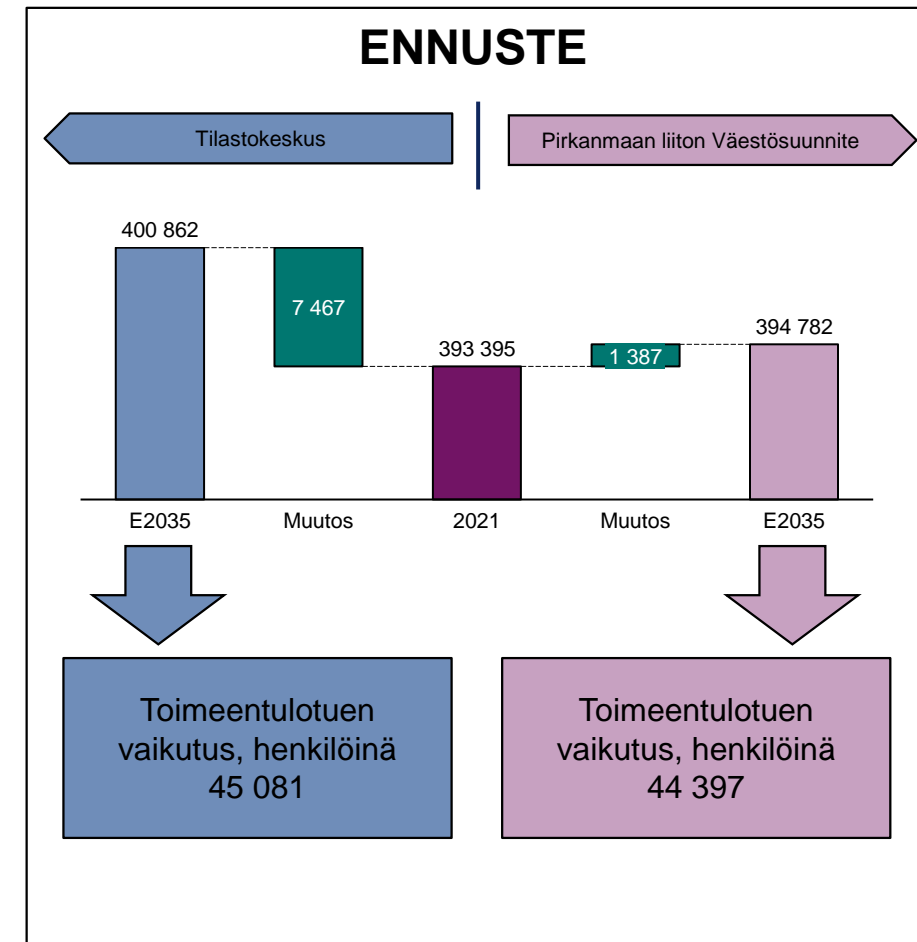 ENNUSTE
Tilastokeskus
Pirkanmaan liiton Väestösuunnite
400 862
7 467
393 395
1 387
394 782
E2035
Muutos
2021
Muutos
E2035
Toimeentulotuen
vaikutus, henkilöinä
45 081
Toimeentulotuen
vaikutus, henkilöinä
44 397